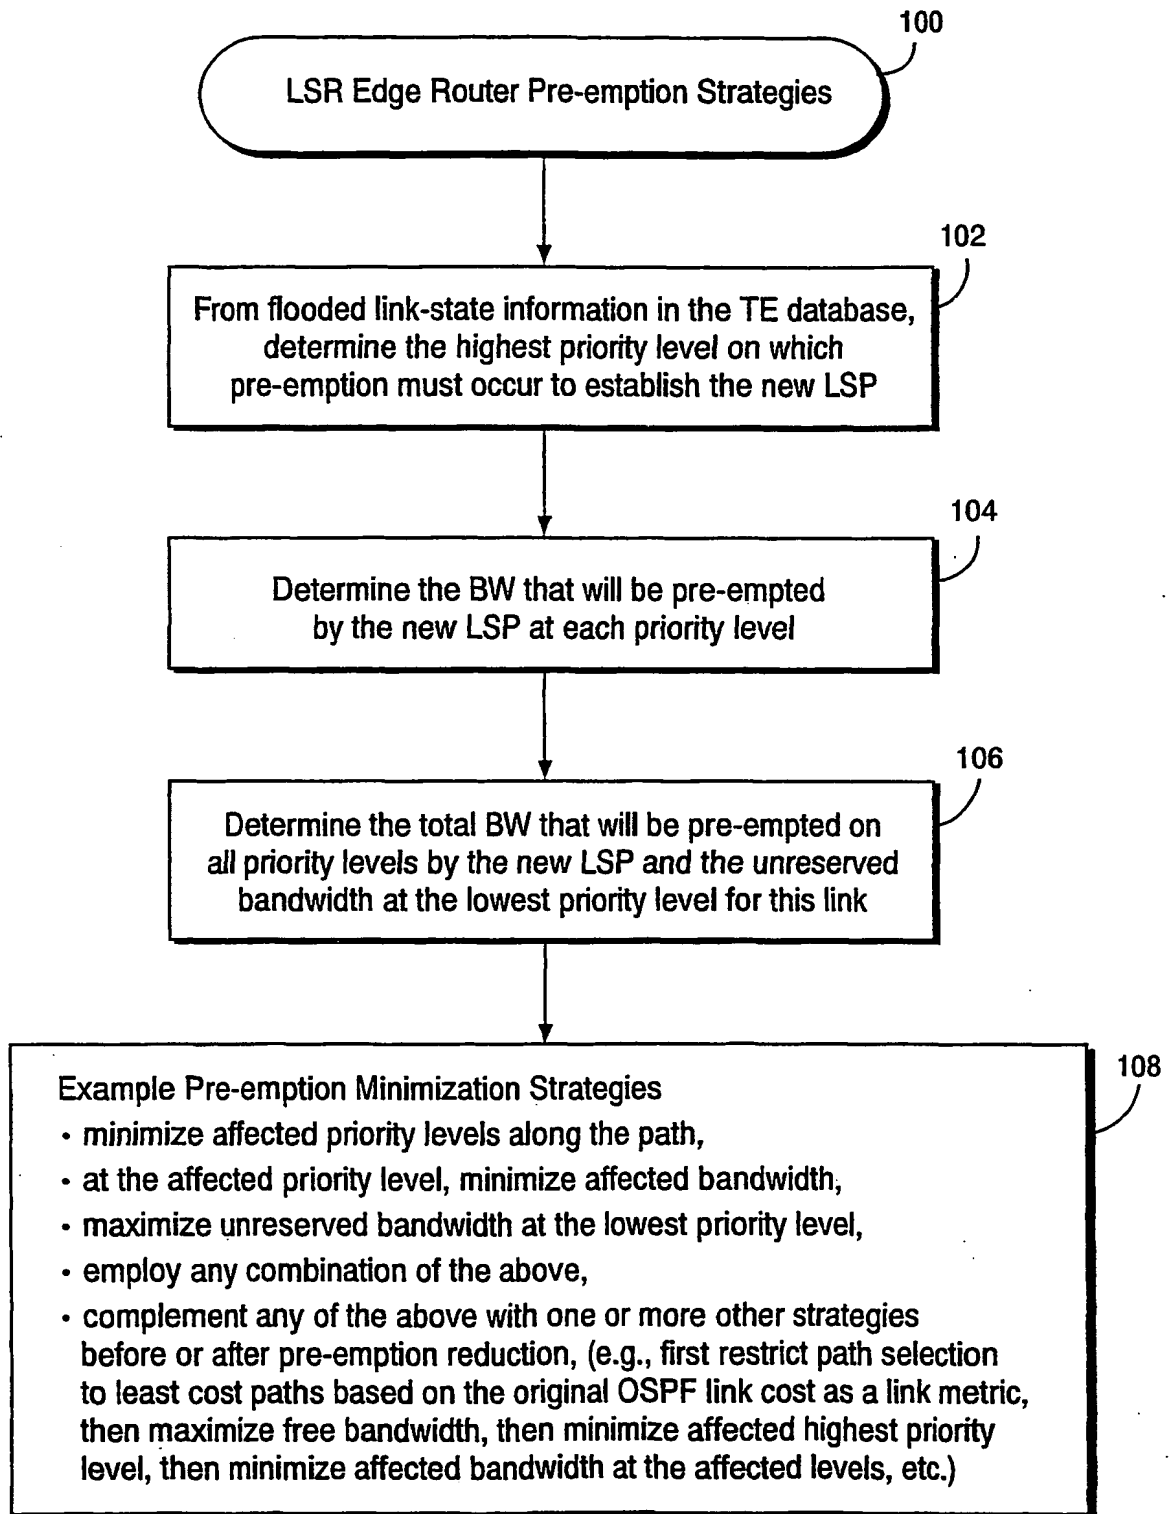 100
LSR Edge Router Pre-emption Strategies
102
From flooded link-state information in the TE database,
determine the highest priority level on which
pre-emption must occur to establish the new LSP
104
Determine the BW that will be pre-empted
by the new LSP at each priority level
106
Determine the total BW that will be pre-empted on
all priority levels by the new LSP and the unreserved
bandwidth at the lowest priority level for this link
108
Example Pre-emption Minimization Strategies
• minimize affected priority levels along the path,
• at the affected priority level, minimize affected bandwidth,
• maximize unreserved bandwidth at the lowest priority level,
• employ any combination of the above,
• complement any of the above with one or more other strategies
before or after pre-emption reduction, (e.g., first restrict path selection
to least cost paths based on the original OSPF link cost as a link metric,
then maximize free bandwidth, then minimize affected highest priority
level, then minimize affected bandwidth at the affected levels, etc.)